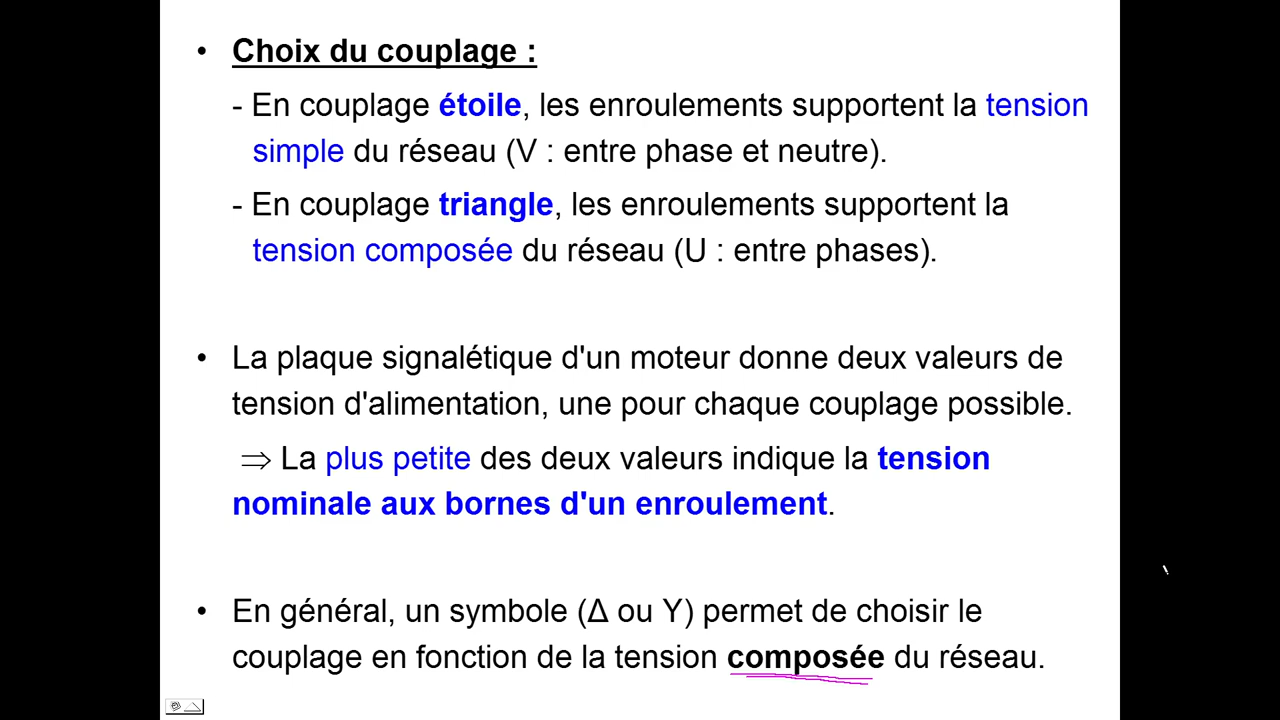 • Choix du couplage :
- En couplage étoile, les enroulements supportent la tension
simple du réseau (V : entre phase et neutre).
- En couplage triangle, les enroulements supportent la
tension composée du réseau (U : entre phases).
• La plaque signalétique d'un moteur donne deux valeurs de
tension d'alimentation, une pour chaque couplage possible.
⇒ La plus petite des deux valeurs indique la tension
nominale aux bornes d'un enroulement.
• En général, un symbole (Δ ou Y) permet de choisir le
couplage en fonction de la tension composée du réseau.